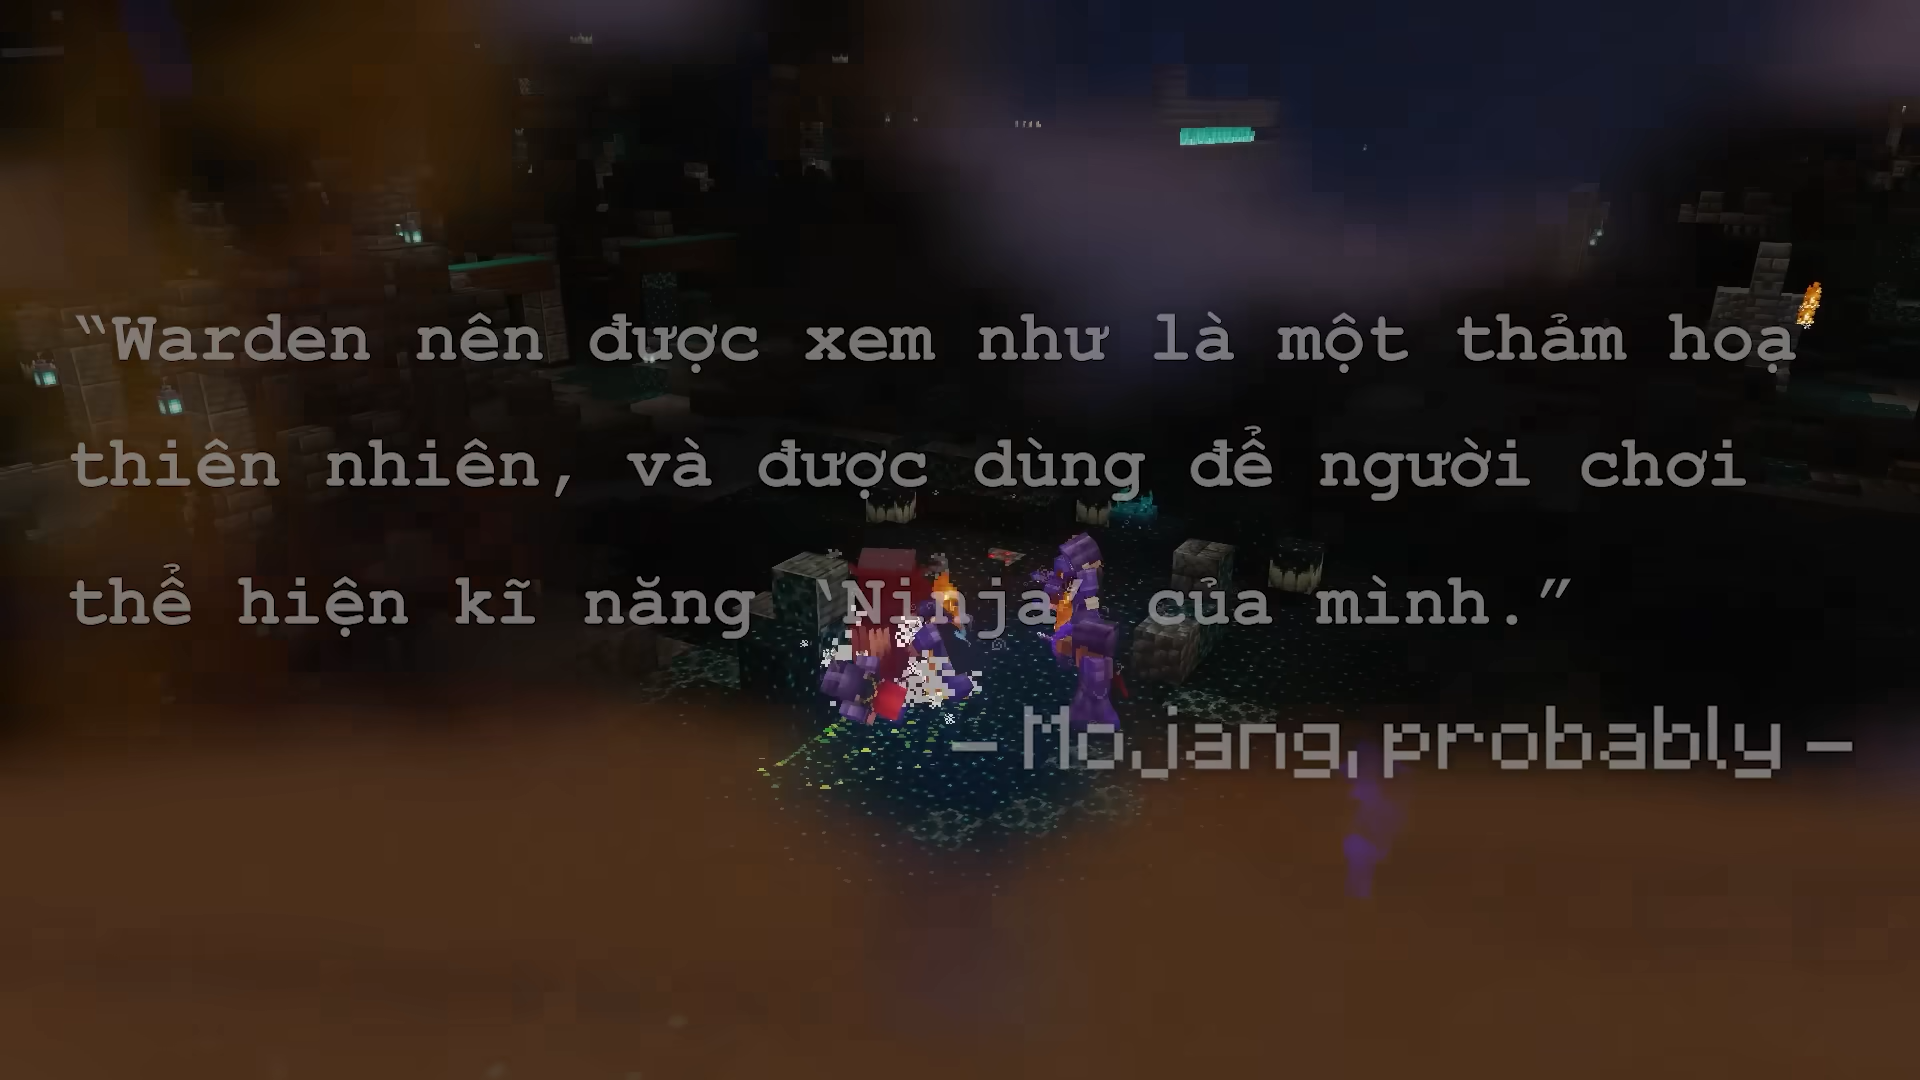 “Warden nên được xem như là một thảm hoạ
thiên nhiên, và được dùng để người chơi
thể hiện kĩ năng ‘Ninja’ của mình.”
– Mojang, probably –